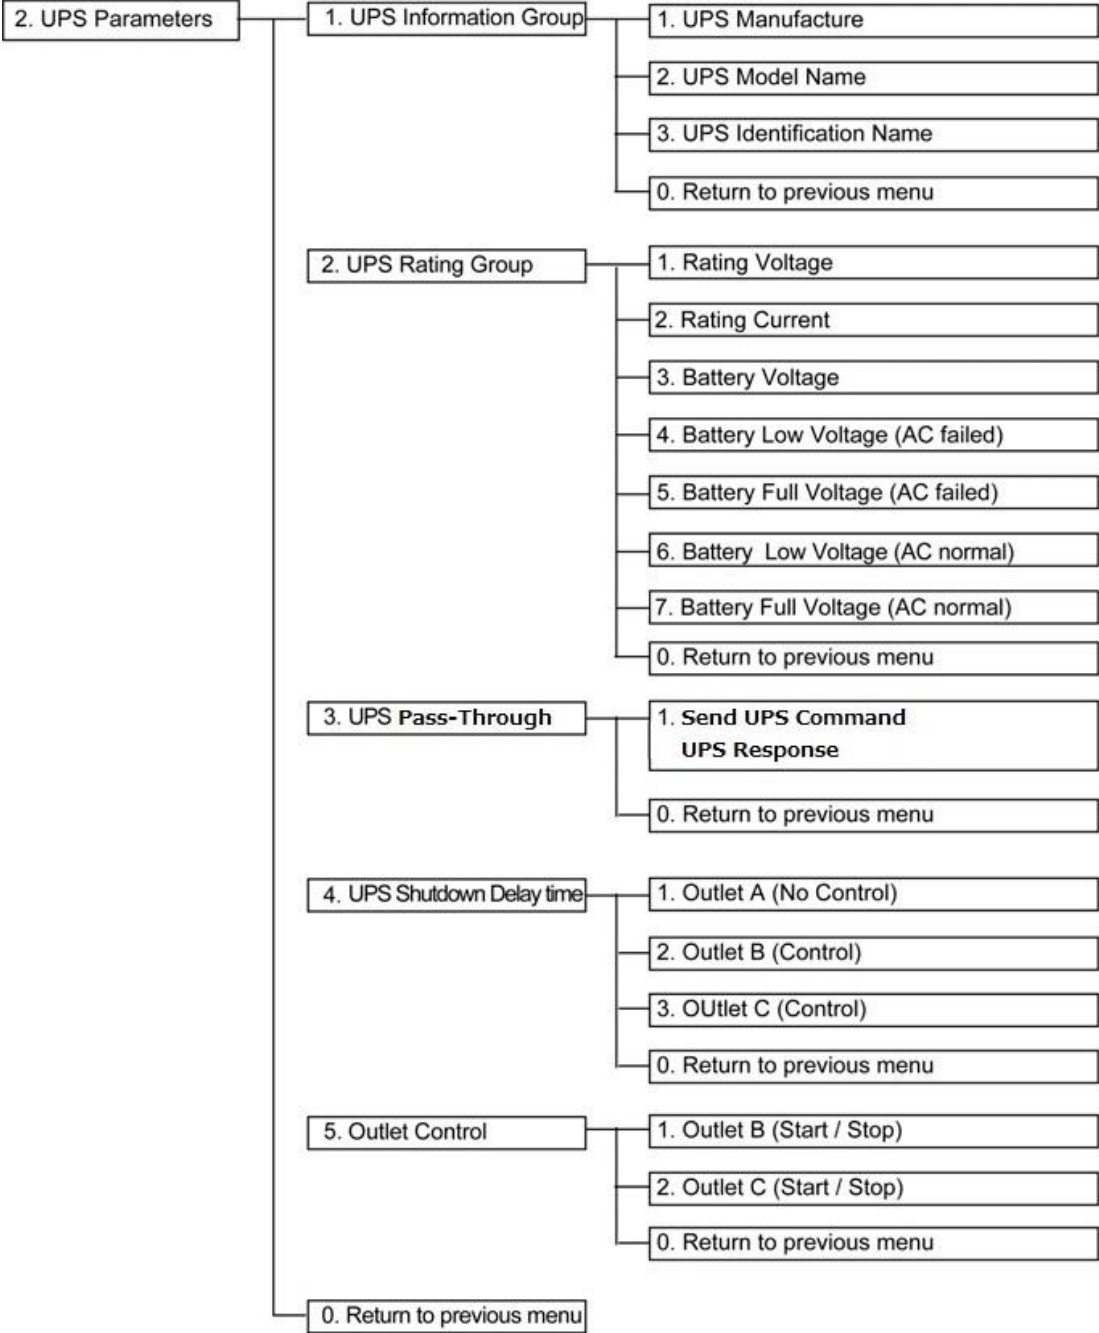 2. UPS Parameters
1. UPS Information Group
1. UPS Manufacture
2. UPS Model Name
3. UPS Identification Name
0. Return to previous menu
2. UPS Rating Group
1. Rating Voltage
2. Rating Current
3. Battery Voltage
4. Battery Low Voltage (AC failed)
5. Battery Full Voltage (AC failed)
6. Battery  Low Voltage (AC normal)
7. Battery Full Voltage (AC normal)
0. Return to previous menu
3. UPS Pass-Through
1. Send UPS Command
UPS Response
0. Return to previous menu
4. UPS Shutdown Delay time
1. Outlet A (No Control)
2. Outlet B (Control)
3. OUtlet C (Control)
0. Return to previous menu
5. Outlet Control
1. Outlet B (Start / Stop)
2. Outlet C (Start / Stop)
0. Return to previous menu
0. Return to previous menu